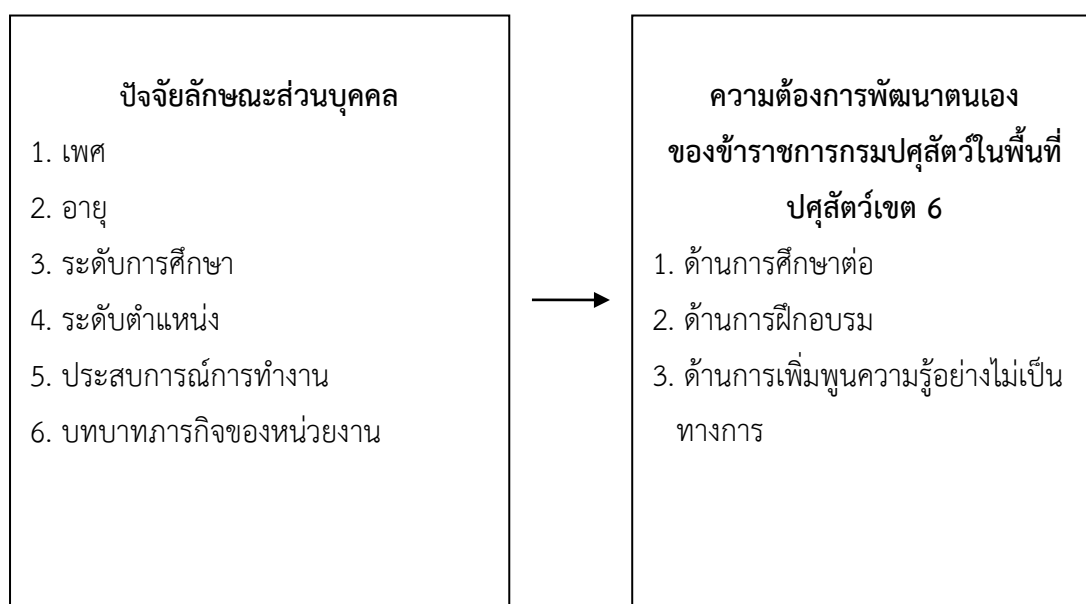 ปัจจัยลักษณะส่วนบุคคล
1. เพศ
2. อายุ
3. ระดับการศึกษา
4. ระดับตำแหน่ง
5. ประสบการณ์การทำงาน
6. บทบาทภารกิจของหน่วยงาน
ความต้องการพัฒนาตนเอง
ของข้าราชการกรมปศุสัตว์ในพื้นที่
ปศุสัตว์เขต 6
1. ด้านการศึกษาต่อ
2. ด้านการฝึกอบรม
3. ด้านการเพิ่มพูนความรู้อย่างไม่เป็น
ทางการ